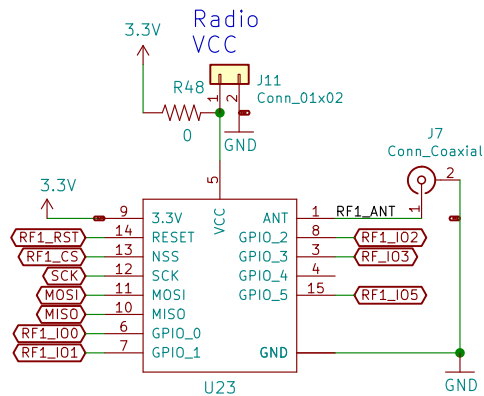 Radio
VCC
3.3V
R48
0
1
2
J11
Conn_01x02
GND
J7
Conn_Coaxial
2
1
5
3.3V
9
3.3V
VCC
ANT
1
RF1_ANT
RF1_RST
14
RESET
GPIO_2
8
RF1_IO2
RF1_CS
13
NSS
GPIO_3
3
RF_IO3
SCK
12
SCK
GPIO_4
4
MOSI
11
MOSI
GPIO_5
15
RF1_IO5
MISO
10
MISO
RF1_IO0
6
GPIO_0
RF1_IO1
7
GPIO_1
GND
GND
U23